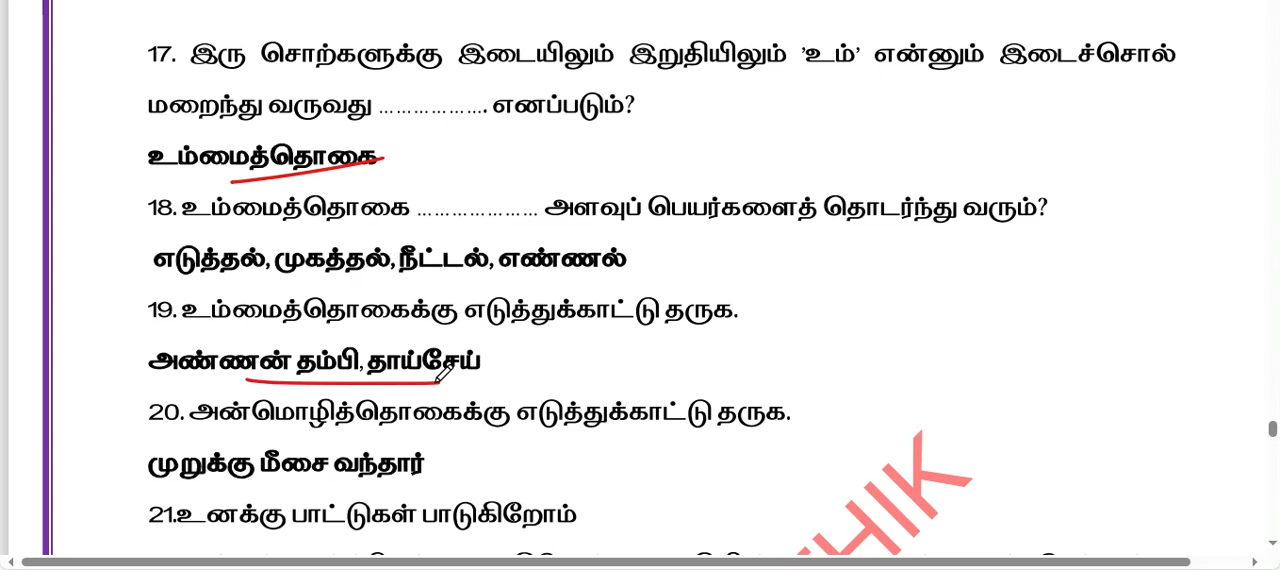 17. இரு சொற்களுக்கு இடையிலும் இறுதியிலும் 'உம்' என்னும் இடைச்சொல்
மறைந்து வருவது .................. எனப்படும்?
உம்மைத்தொகை
18. உம்மைத்தொகை ..................... அளவுப் பெயர்களைத் தொடர்ந்து வரும்?
எடுத்தல், முகத்தல், நீட்டல், எண்ணல்
19. உம்மைத்தொகைக்கு எடுத்துக்காட்டு தருக.
அண்ணன் தம்பி, தாய்சேய்
20. அன்மொழித்தொகைக்கு எடுத்துக்காட்டு தருக.
முறுக்கு மீசை வந்தார்
21.உனக்கு பாட்டுகள் பாடுகிறோம்